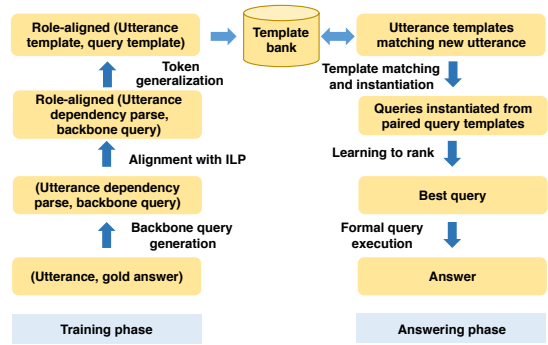 Role-aligned (Utterance
template, query template)
Token
generalization
Role-aligned (Utterance
dependency parse,
backbone query)
Alignment with ILP
(Utterance dependency
parse, backbone query)
Backbone query
generation
(Utterance, gold answer)
Training phase
Template
bank
Utterance templates
matching new utterance
Template matching
and instantiation
Queries instantiated from
paired query templates
Learning to rank
Best query
Formal query
execution
Answer
Answering phase